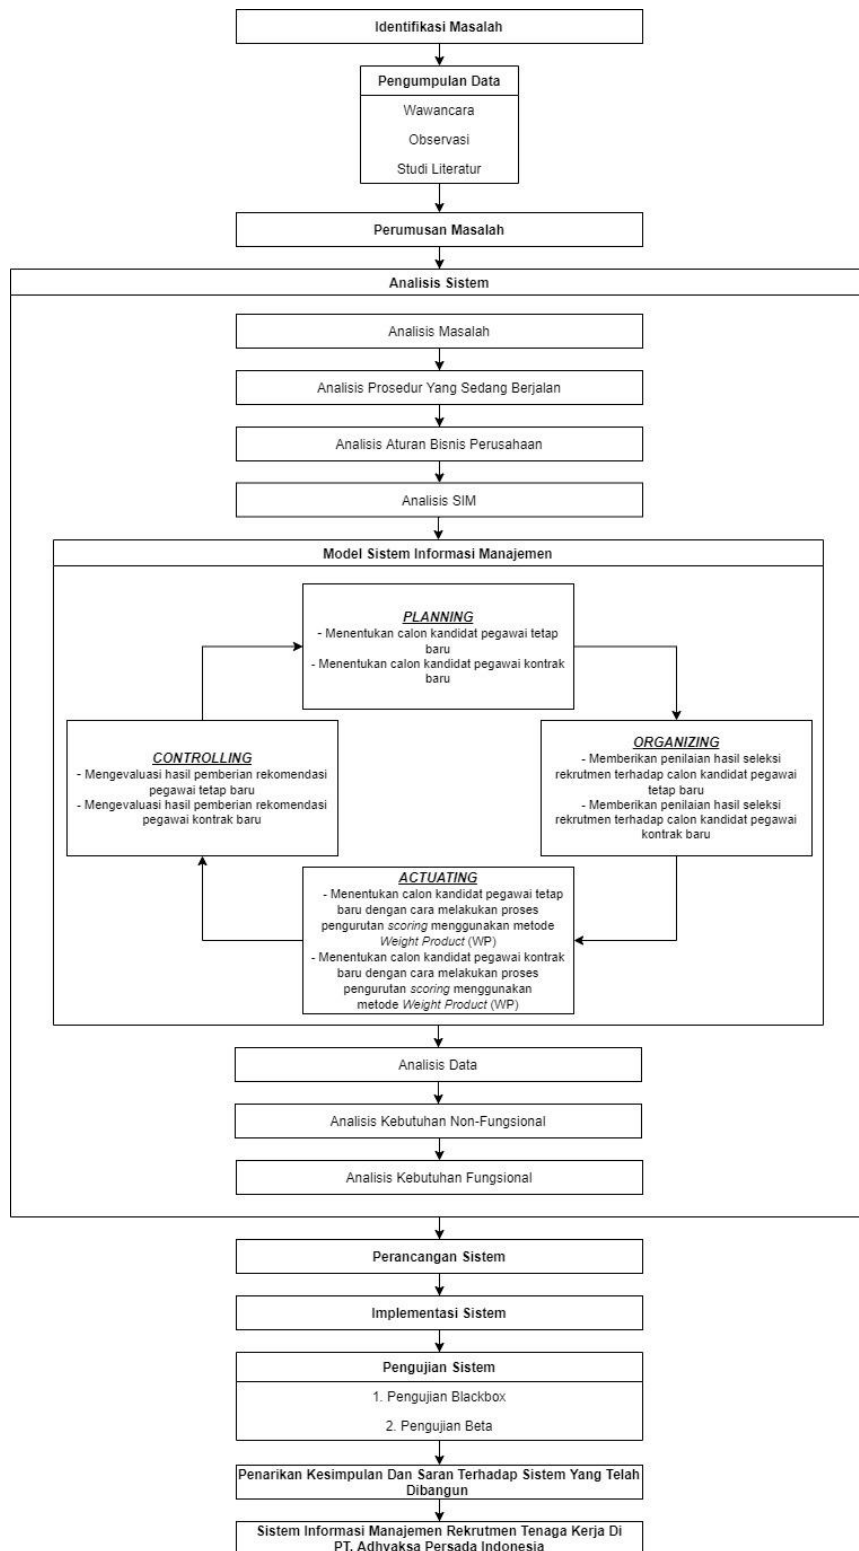 Identifikasi Masalah
Pengumpulan Data
Wawancara
Observasi
Studi Literatur
Perumusan Masalah
Analisis Sistem
Analisis Masalah
Analisis Prosedur Yang Sedang Berjalan
Analisis Aturan Bisnis Perusahaan
Analisis SIM
Model Sistem Informasi Manajemen
PLANNING
- Menentukan calon kandidat pegawai tetap
baru
- Menentukan calon kandidat pegawai kontrak
baru
ORGANIZING
- Memberikan penilaian hasil seleksi
rekrutmen terhadap calon kandidat pegawai
tetap baru
- Memberikan penilaian hasil seleksi
rekrutmen terhadap calon kandidat pegawai
kontrak baru
ACTUATING
- Menentukan calon kandidat pegawai tetap
baru dengan cara melakukan proses
pengurutan scoring menggunakan metode
Weight Product (WP)
- Menentukan calon kandidat pegawai kontrak
baru dengan cara melakukan proses
pengurutan scoring menggunakan
metode Weight Product (WP)
CONTROLLING
- Mengevaluasi hasil pemberian rekomendasi
pegawai tetap baru
- Mengevaluasi hasil pemberian rekomendasi
pegawai kontrak baru
Analisis Data
Analisis Kebutuhan Non-Fungsional
Analisis Kebutuhan Fungsional
Perancangan Sistem
Implementasi Sistem
Pengujian Sistem
1. Pengujian Blackbox
2. Pengujian Beta
Penarikan Kesimpulan Dan Saran Terhadap Sistem Yang Telah
Dibangun
Sistem Informasi Manajemen Rekrutmen Tenaga Kerja Di
PT. Adhyaksa Persada Indonesia